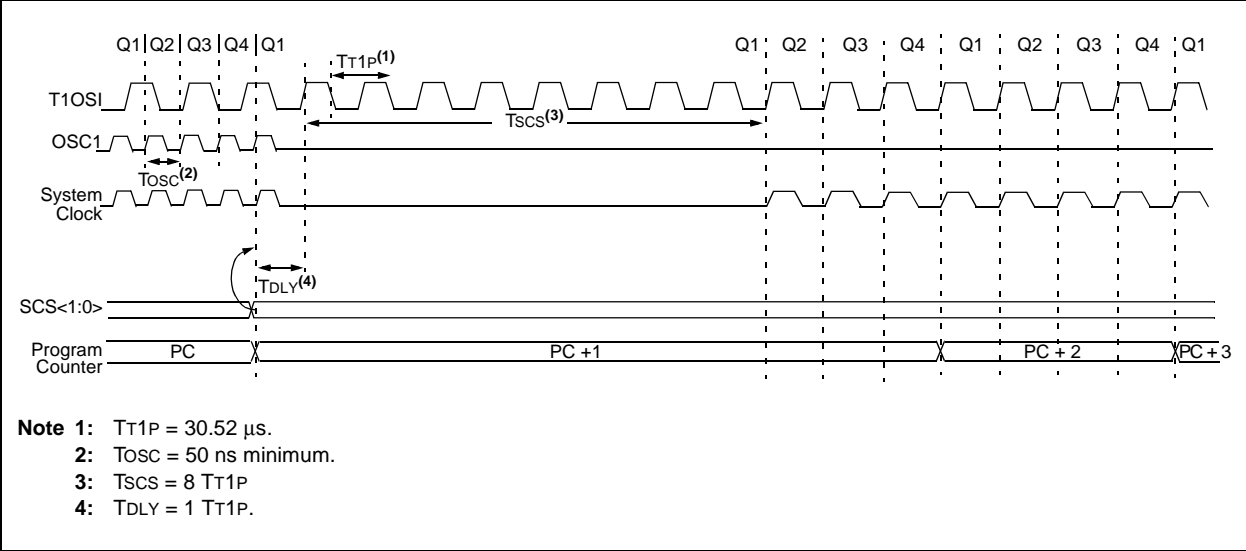 Q1 Q2 Q3 Q4 Q1 Q1 Q2 Q3 Q4 Q1 Q2 Q3 Q4 Q1
TT1P(1)
T1OSI
TSCS(3)
OSC1
TOSC(2)
System
Clock
TDLY(4)
SCS<1:0>
Program
Counter
PC PC +1 PC + 2 PC + 3
Note 1: TT1P = 30.52 μs.
2: TOSC = 50 ns minimum.
3: TSCS = 8 TT1P
4: TDLY = 1 TT1P.